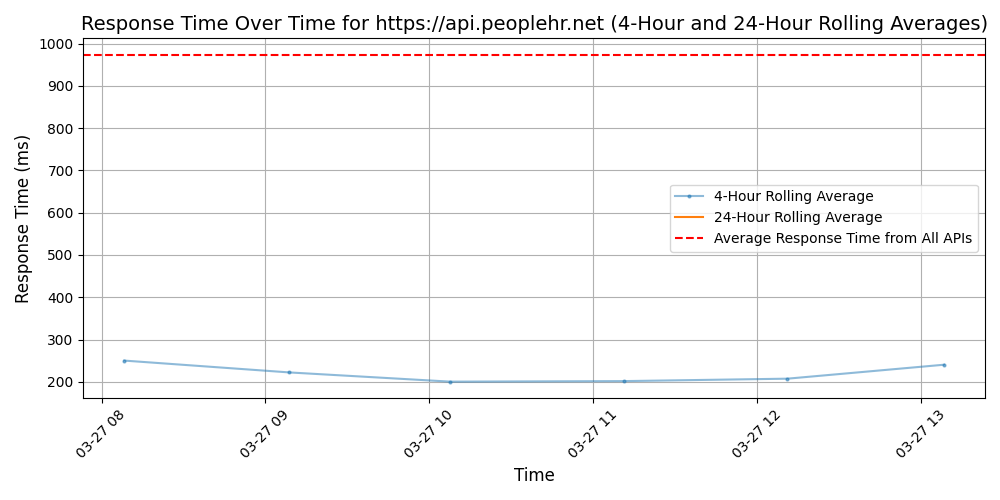 Response Time Over Time for https://api.peoplehr.net (4-Hour and 24-Hour Rolling Averages)
Response Time (ms)
1000
900
800
700
600
500
400
300
200
4-Hour Rolling Average
24-Hour Rolling Average
Average Response Time from All APIs
03-27 08
03-27 09
03-27 10
03-27 11
03-27 12
03-27 13
Time